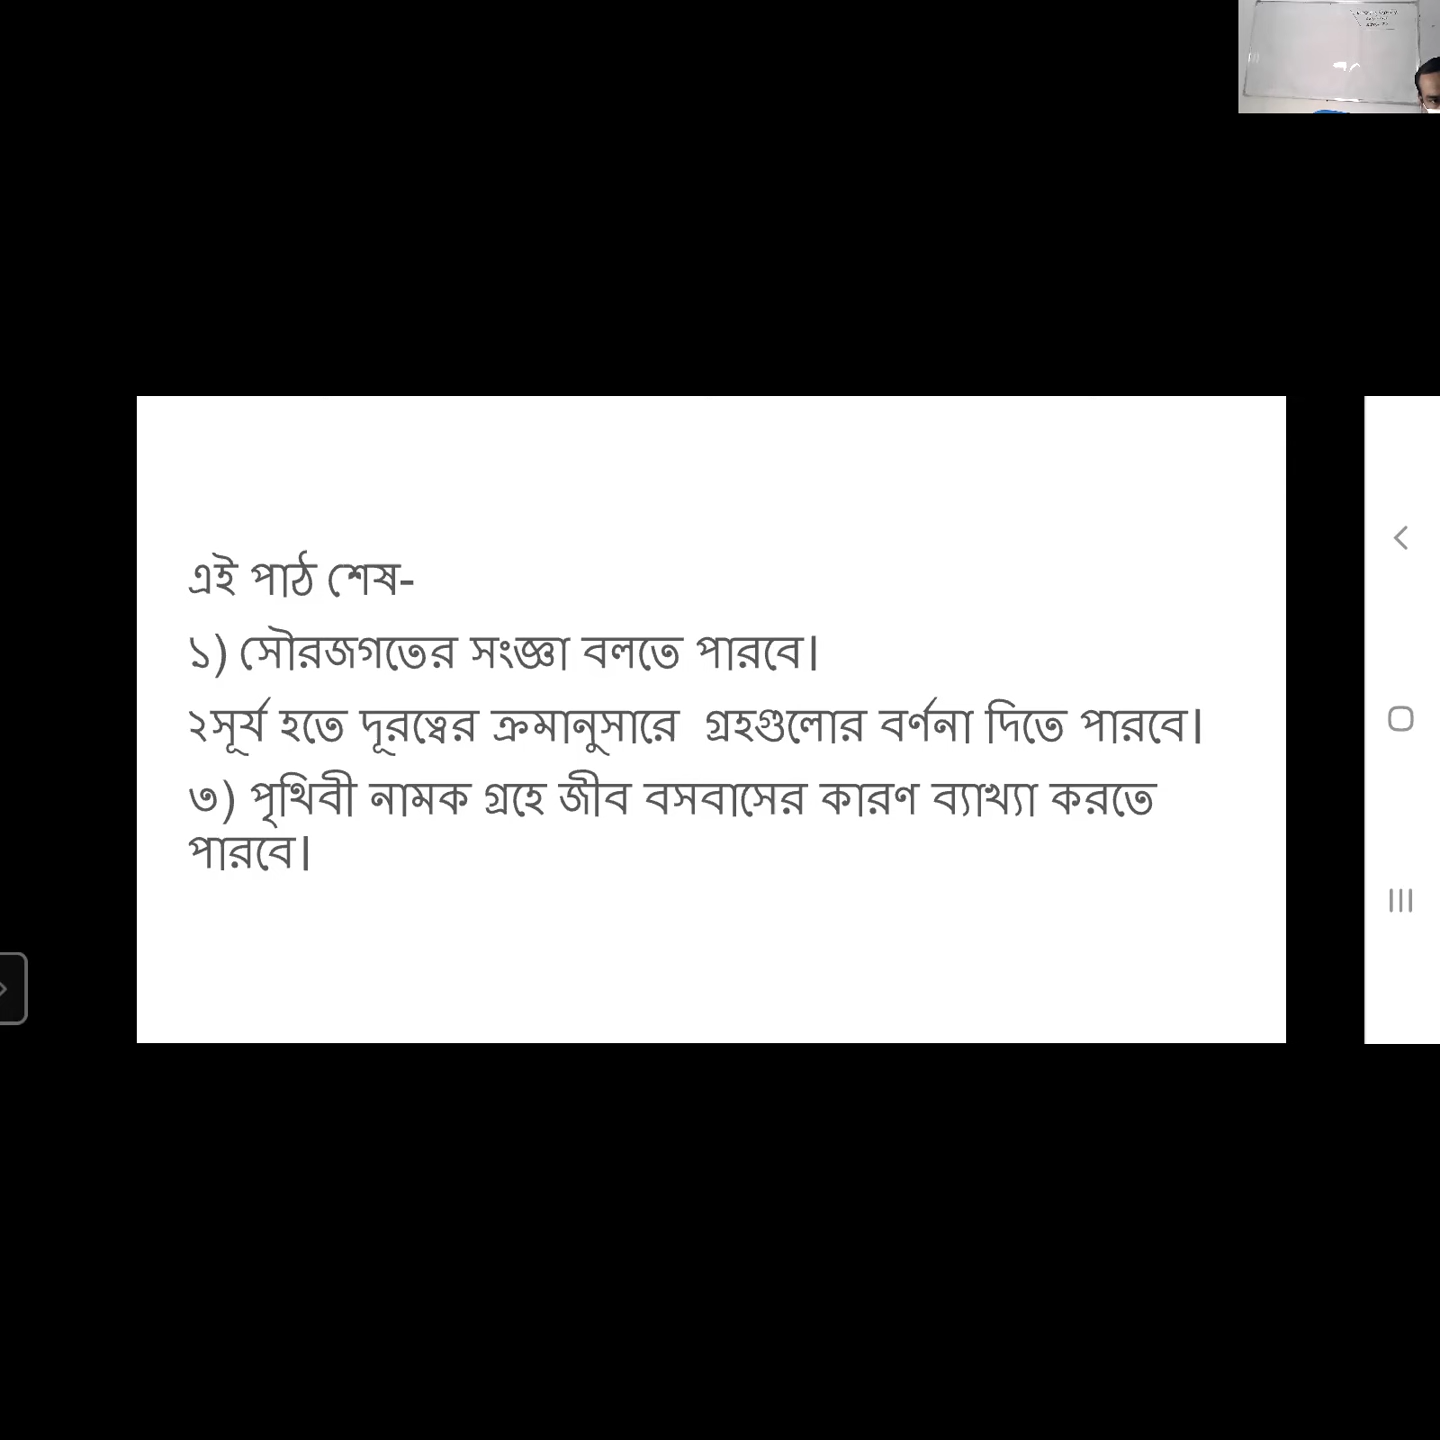 এই পাঠ শেষ-
১) সৌরজগতের সংজ্ঞা বলতে পারবে।
২সূর্য হতে দূরত্বের ক্রমানুসারে  গ্রহগুলোর বর্ণনা দিতে পারবে।
৩) পৃথিবী নামক গ্রহে জীব বসবাসের কারণ ব্যাখ্যা করতে
পারবে।